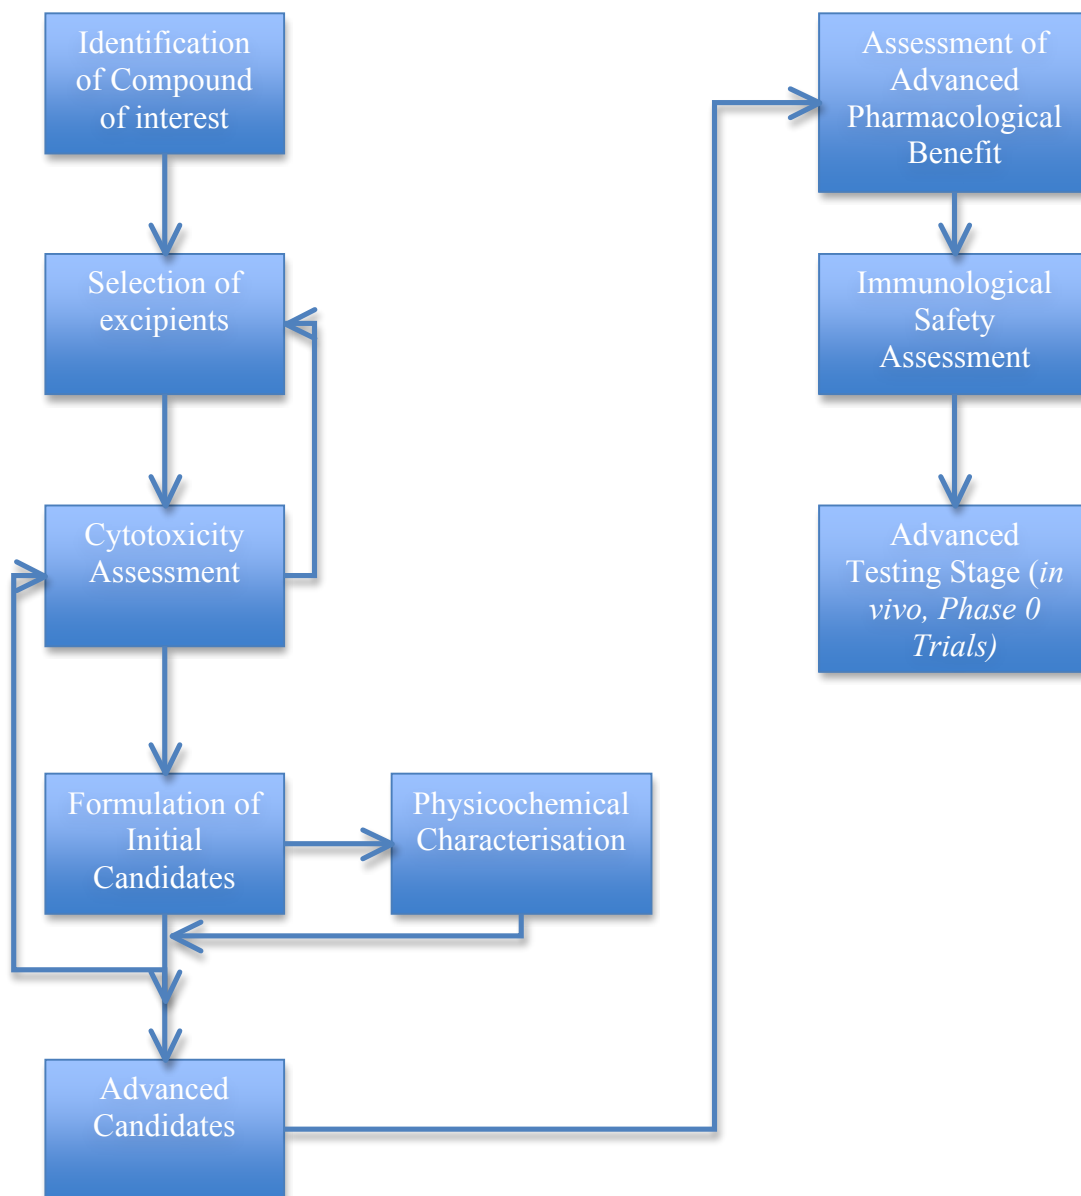 Identification
of Compound
of interest
Selection of
excipients
Cytotoxicity
Assessment
Formulation of
Initial
Candidates
Physicochemical
Characterisation
Advanced
Candidates
Assessment of
Advanced
Pharmacological
Benefit
Immunological
Safety
Assessment
Advanced
Testing Stage (in
vivo, Phase 0
Trials)